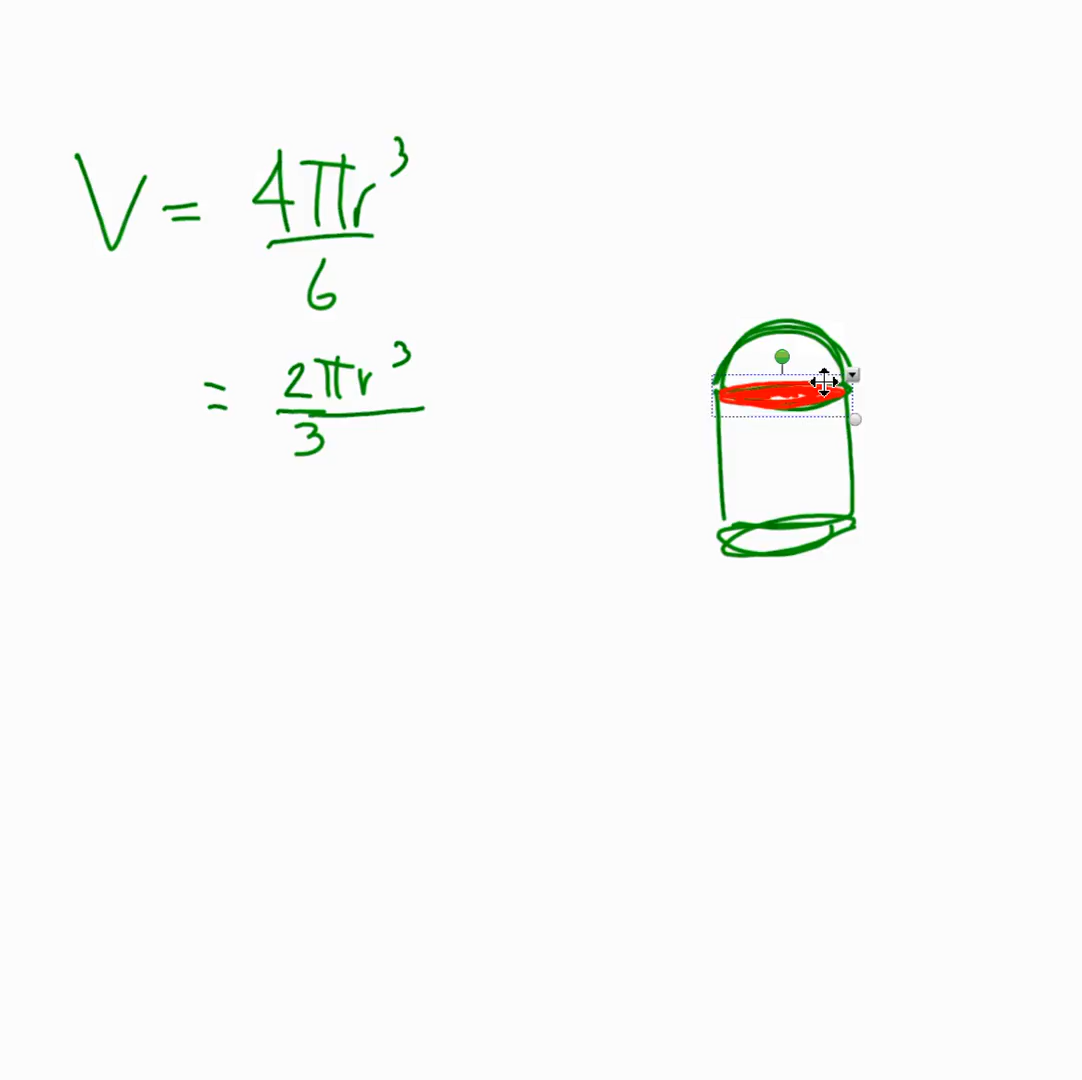 V = 4πr³/6
= 2πr³/3